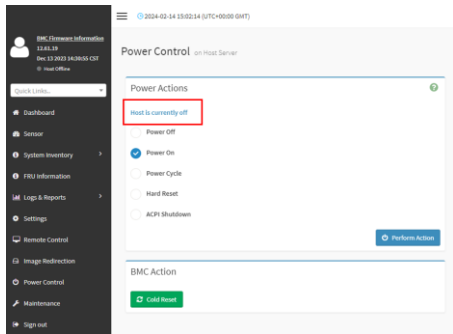 2024-02-14 15:02:14 (UTC+00:00 GMT)
BMC Firmware Information
13.61.19
Dec 13 2023 14:30:55 CST
Host Offline
Quick Links..
Dashboard
Sensor
System Inventory
FRU Information
Logs & Reports
Settings
Remote Control
Image Redirection
Power Control
Maintenance
Sign out
Power Control on Host Server
Power Actions
Host is currently off
Power Off
Power On
Power Cycle
Hard Reset
ACPI Shutdown
Perform Action
BMC Action
Cold Reset